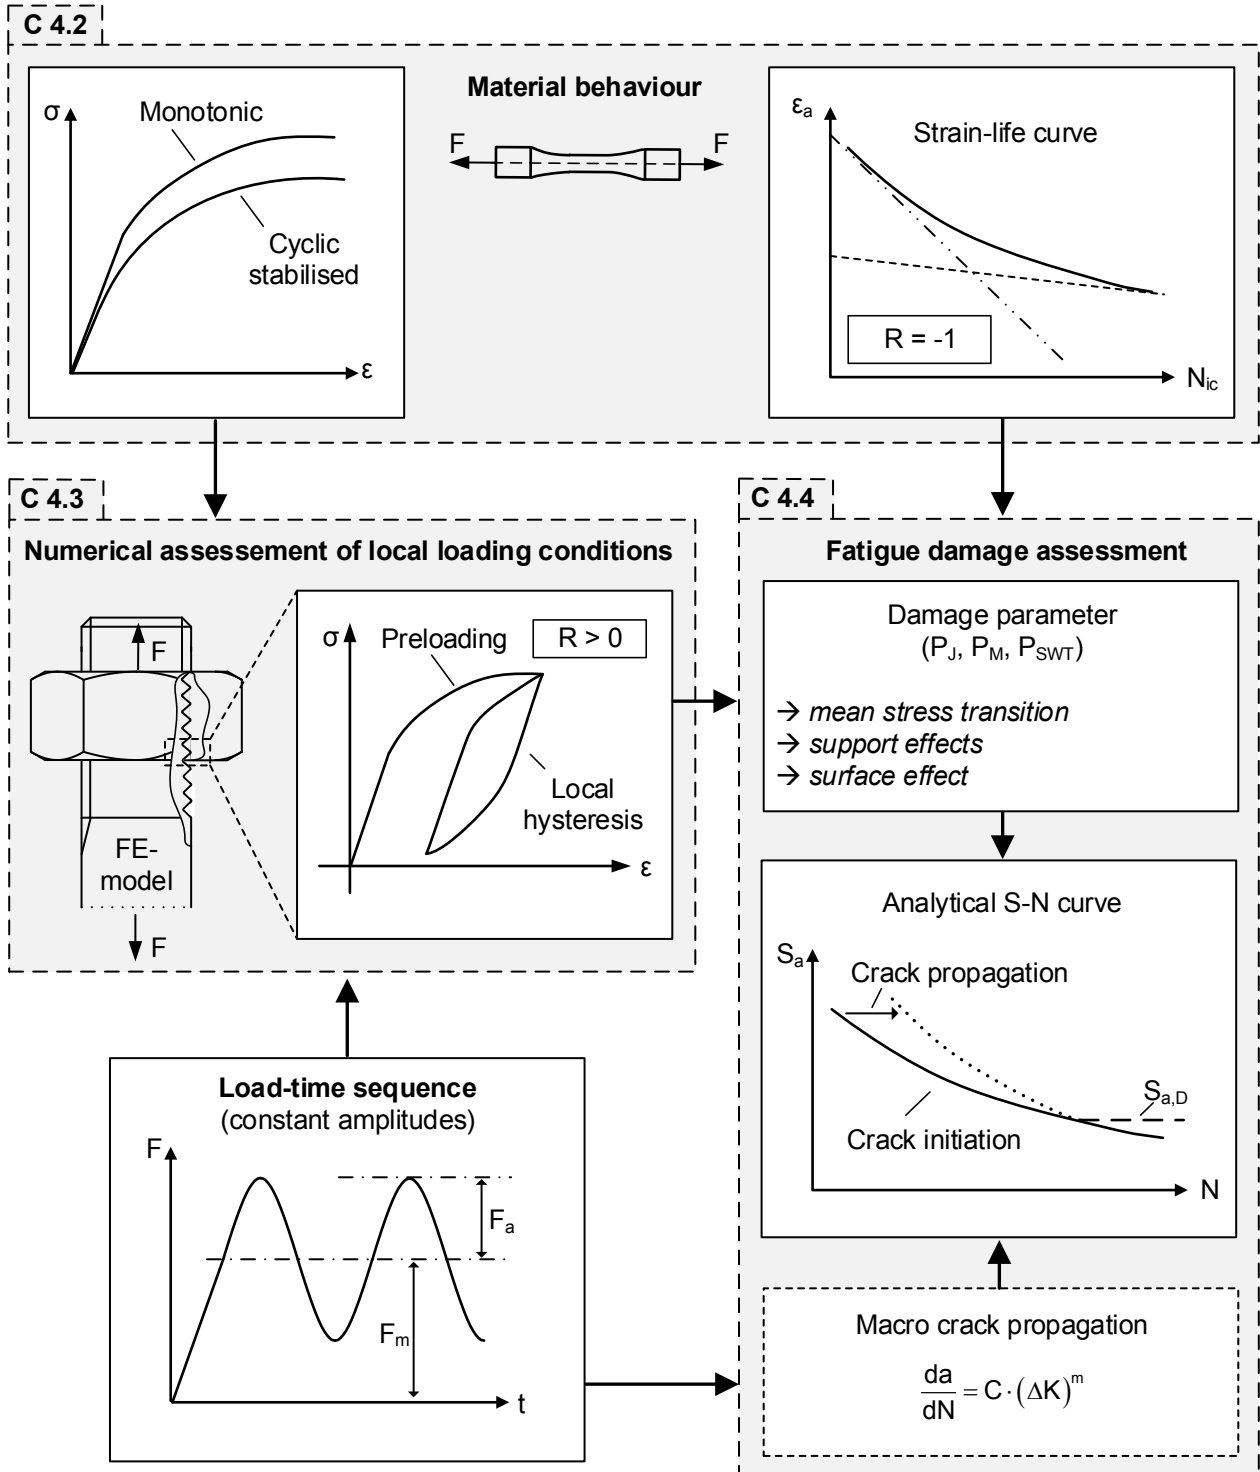 C 4.2
Material behaviour
σ
Monotonic
Cyclic
stabilised
ε
F
F
εa
Strain-life curve
R = -1
Nic
C 4.3
Numerical assessement of local loading conditions
F
FE-
model
F
σ
Preloading
R > 0
Local
hysteresis
ε
C 4.4
Fatigue damage assessment
Damage parameter
(PJ, PM, PSWT)
→ mean stress transition
→ support effects
→ surface effect
Analytical S-N curve
Sa
Crack propagation
Sa,D
Crack initiation
N
Load-time sequence
(constant amplitudes)
F
Fa
Fm
t
Macro crack propagation
da/dN = C · (ΔK)^m